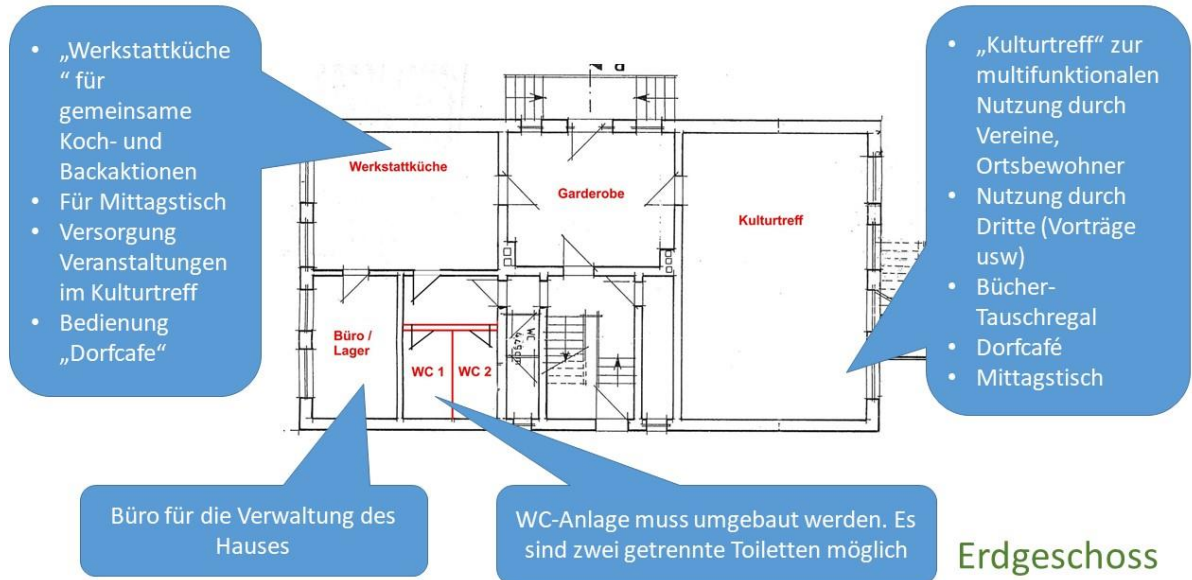 • „Werkstattküche
“ für
gemeinsame
Koch- und
Backaktionen
• Für Mittagstisch
• Versorgung
Veranstaltungen
im Kulturtreff
• Bedienung
„Dorfcafe“
• „Kulturtreff“ zur
multifunktionalen
Nutzung durch
Vereine,
Ortsbewohner
• Nutzung durch
Dritte (Vorträge
usw)
• Bücher-
Tauschregal
• Dorfcafé
• Mittagstisch
Werkstattküche
Garderobe
Kulturtreff
Büro /
Lager
WC 1
WC 2
WC
Büro für die Verwaltung des
Hauses
WC-Anlage muss umgebaut werden. Es
sind zwei getrennte Toiletten möglich
Erdgeschoss